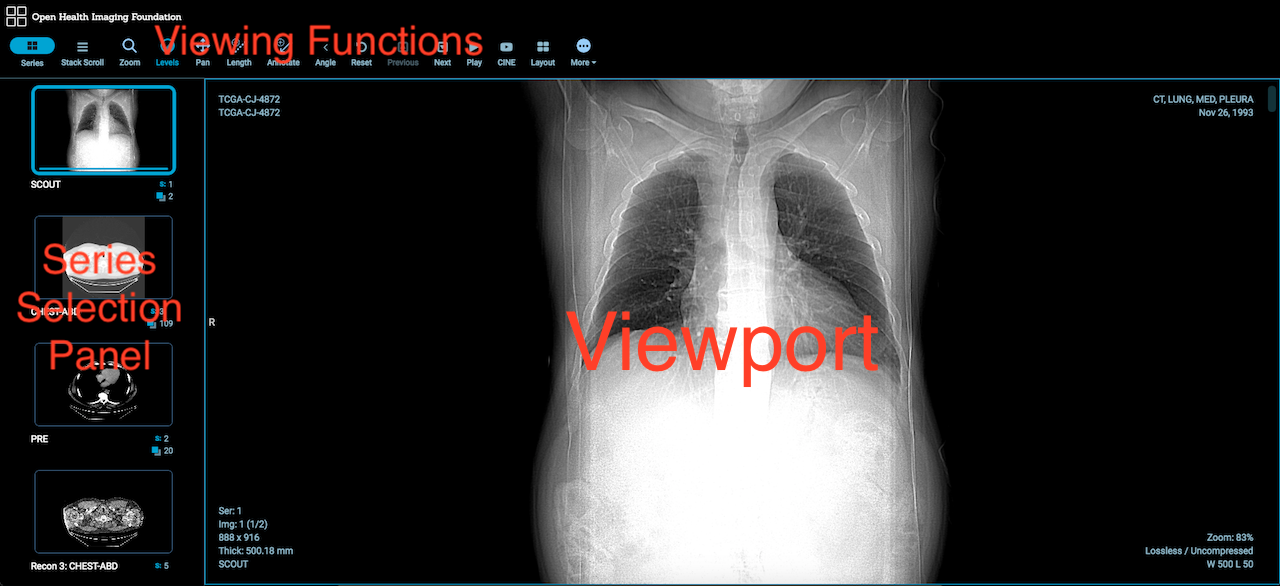 Open Health Imaging Foundation
Viewing Functions
Series Stack Scroll Zoom Levels Pan Length Annotate Angle Reset Previous Next Play CINE Layout More
SCOUT S: 1
2
Series
Selection
Panel
CHEST-ABD S: 3
109
PRE S: 2
20
Recon 3: CHEST-ABD S: 5
TCGA-CJ-4872
TCGA-CJ-4872
CT, LUNG, MED, PLEURA
Nov 26, 1993
R
Viewport
Ser: 1
Img: 1 (1/2)
888 x 916
Thick: 500.18 mm
SCOUT
Zoom: 83%
Lossless / Uncompressed
W 500 L 50